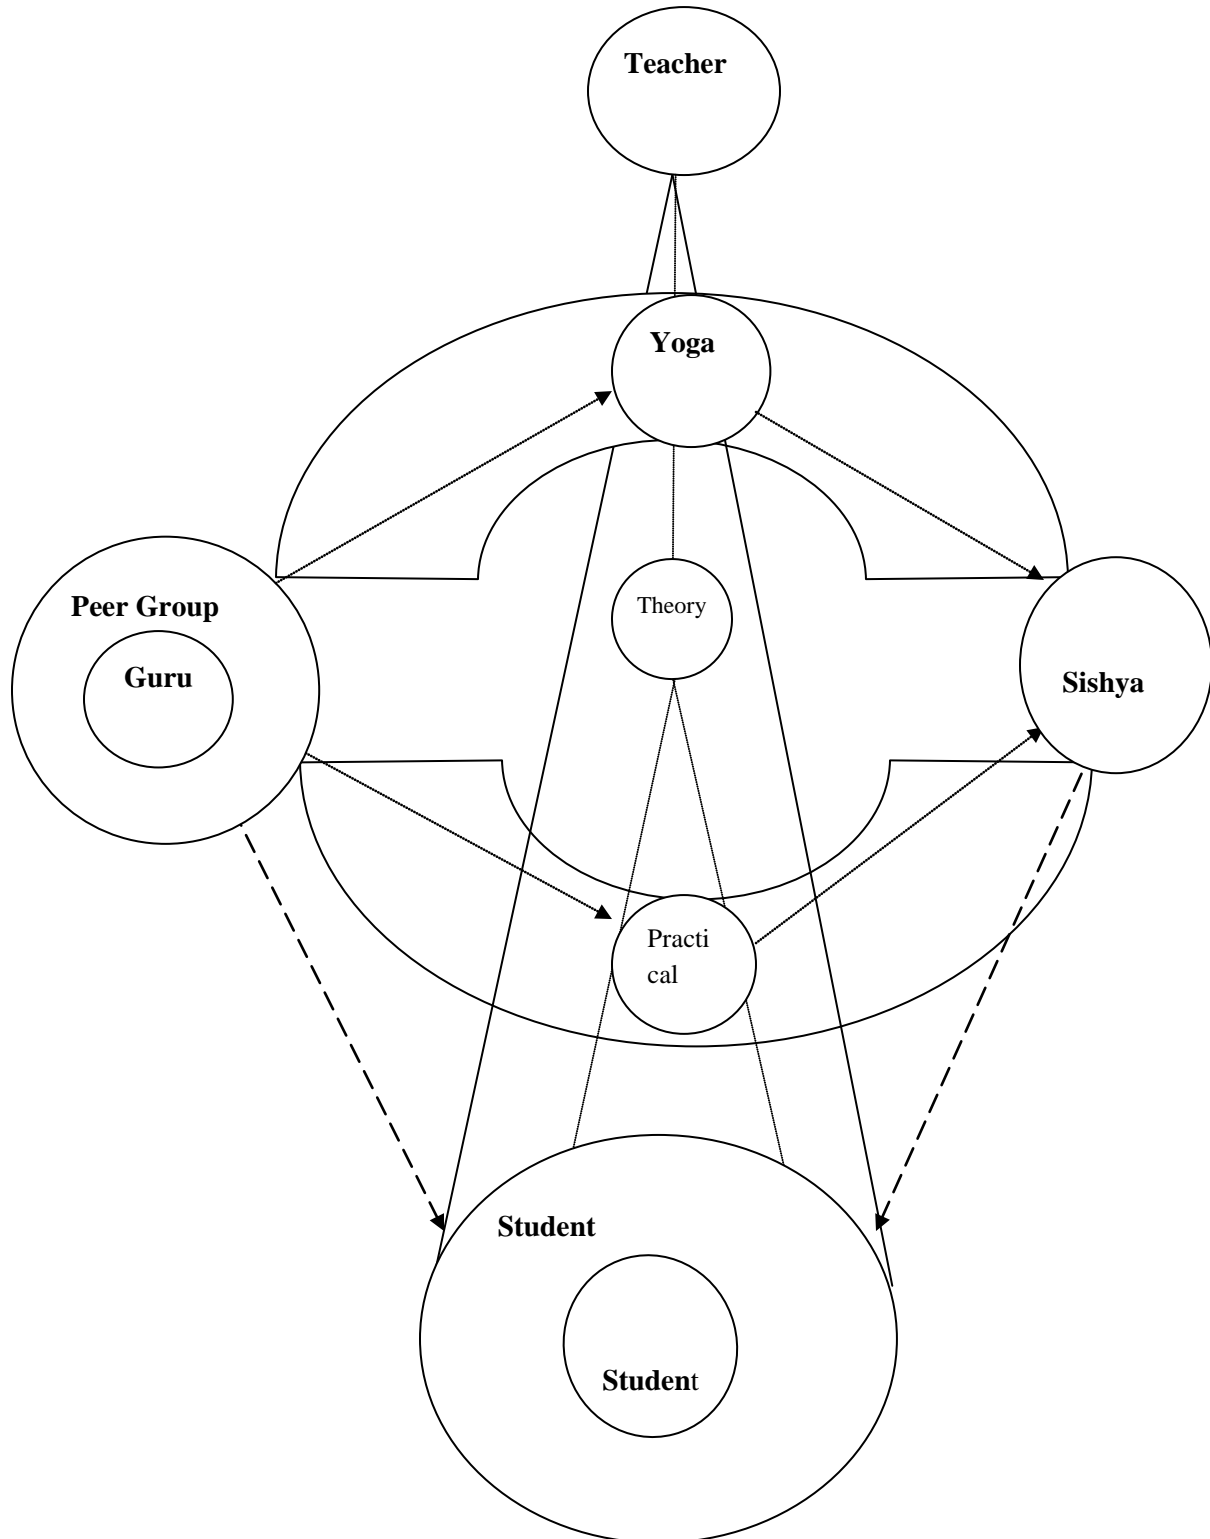 Teacher
Yoga
Theory
Peer Group
Guru
Sishya
Practi
cal
Student
Student